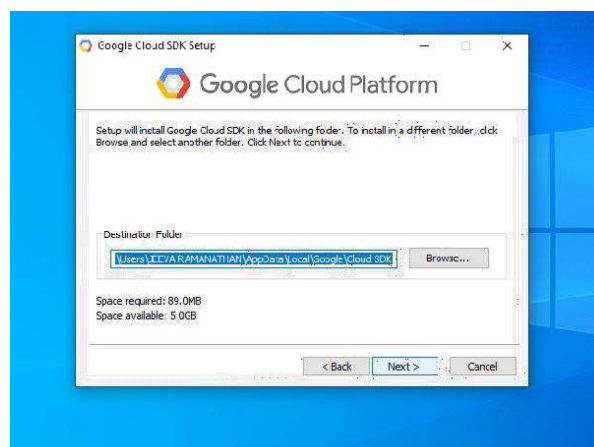 Google Cloud SDK Setup
Google Cloud Platform
Setup will install Google Cloud SDK in the following folder. To install in a different folder, click
Browse and select another folder. Click Next to continue.
Destination Folder
\Users\JEEVA RAMANATHAN\AppData\Local\Google\Cloud SDK
Browse...
Space required: 89.0MB
Space available: 5.0GB
< Back Next > Cancel